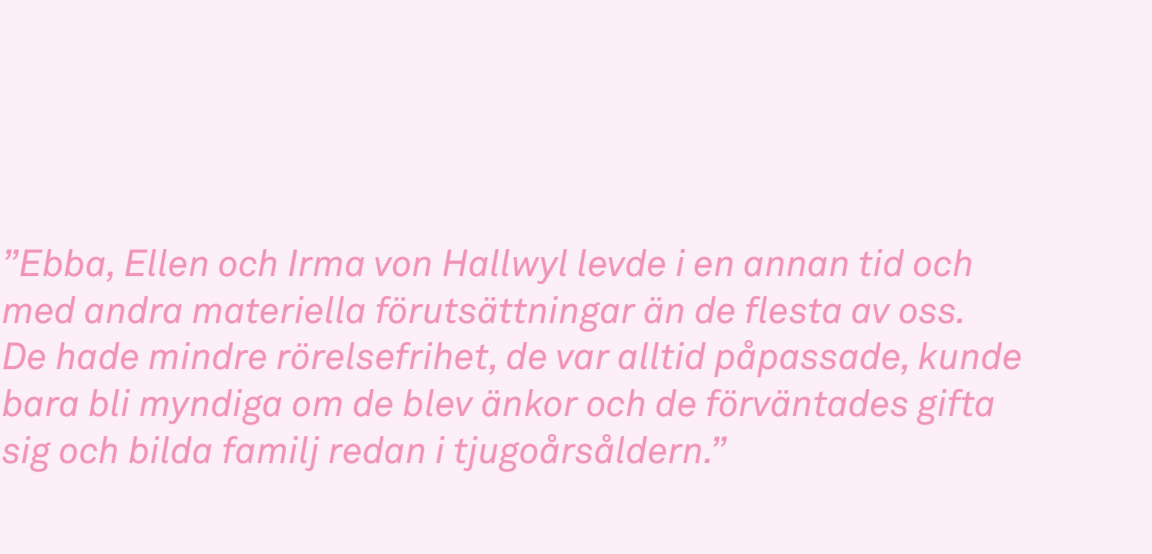 ”Ebba, Ellen och Irma von Hallwyl levde i en annan tid och
med andra materiella förutsättningar än de flesta av oss.
De hade mindre rörelsefrihet, de var alltid påpassade, kunde
bara bli myndiga om de blev änkor och de förväntades gifta
sig och bilda familj redan i tjugoårsåldern.”